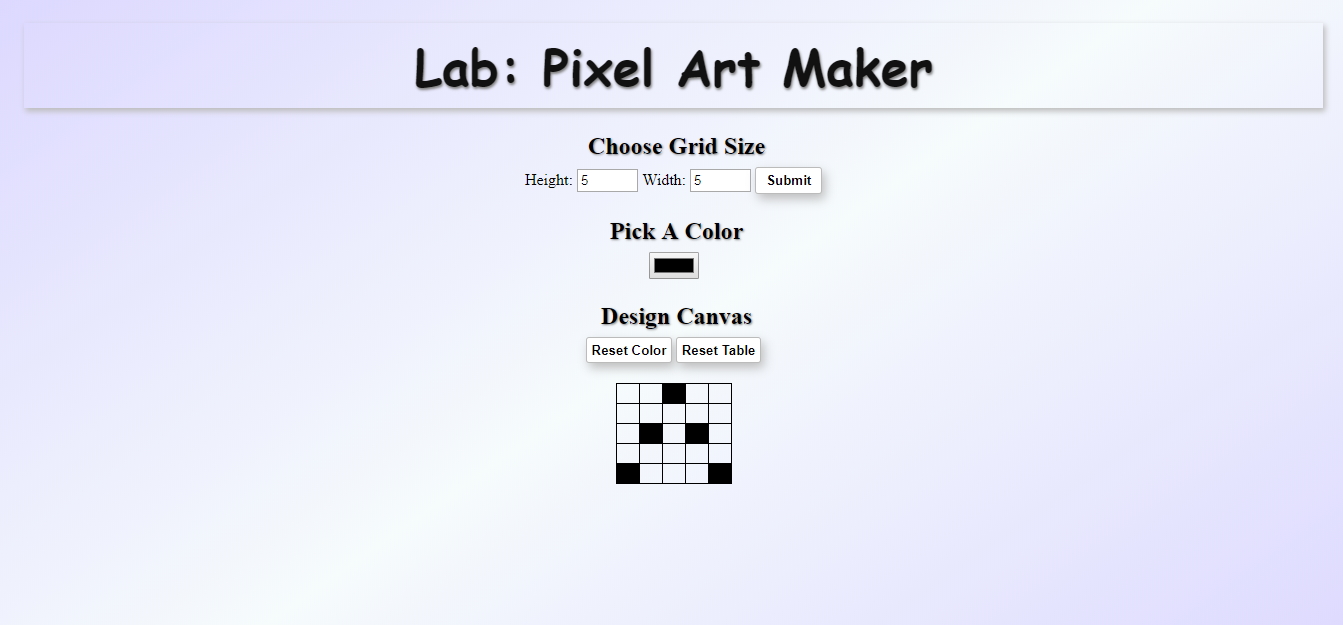 Lab: Pixel Art Maker
Choose Grid Size
Height: 5 Width: 5 Submit
Pick A Color
Design Canvas
Reset Color Reset Table